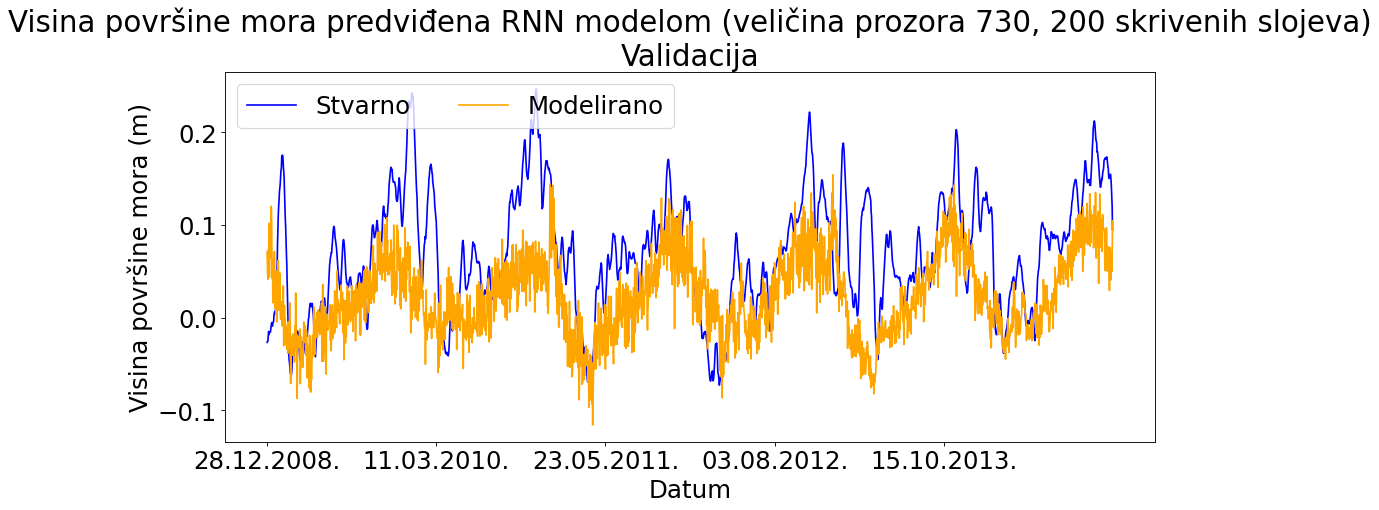 Visina površine mora predviđena RNN modelom (veličina prozora 730, 200 skrivenih slojeva)
Validacija
Stvarno Modelirano
Visina površine mora (m)
0.2
0.1
0.0
−0.1
28.12.2008. 11.03.2010. 23.05.2011. 03.08.2012. 15.10.2013.
Datum